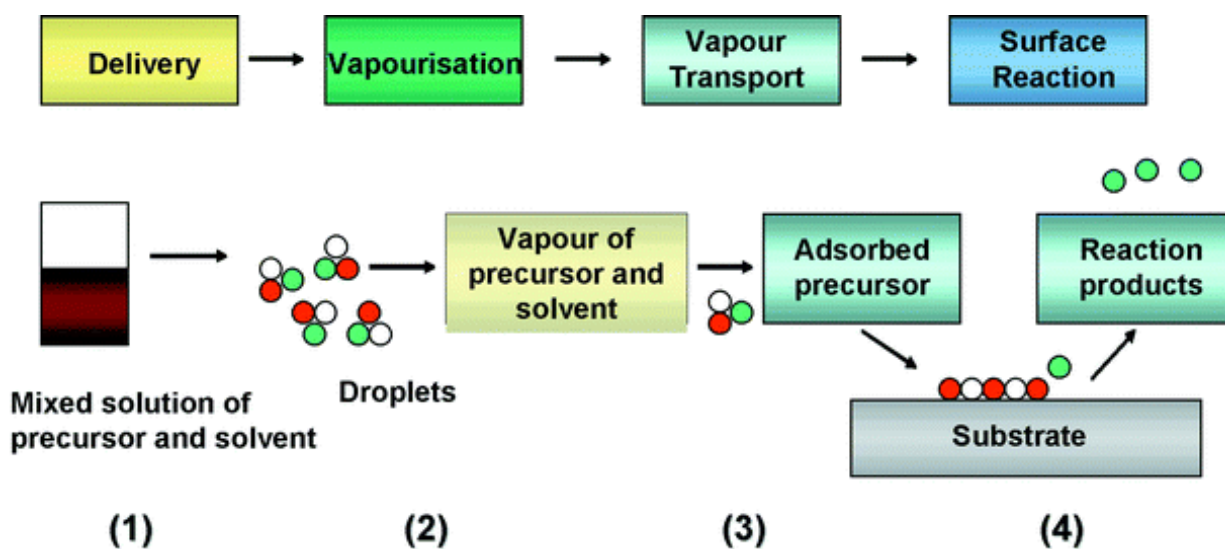 Delivery
Vapourisation
Vapour
Transport
Surface
Reaction
Vapour of
precursor and
solvent
Adsorbed
precursor
Reaction
products
Droplets
Mixed solution of
precursor and solvent
Substrate
(1)
(2)
(3)
(4)